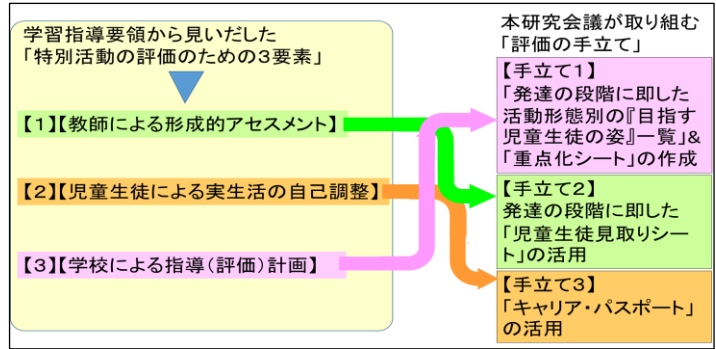 学習指導要領から見いだした
「特別活動の評価のための3要素」
【1】【教師による形成的アセスメント】
【2】【児童生徒による実生活の自己調整】
【3】【学校による指導(評価)計画】
本研究会議が取り組む
「評価の手立て」
【手立て1】
「発達の段階に即した
活動形態別の『目指す
児童生徒の姿』一覧」&
「重点化シート」の作成
【手立て2】
発達の段階に即した
「児童生徒見取りシー
ト」の活用
【手立て3】
「キャリア・パスポート」
の活用